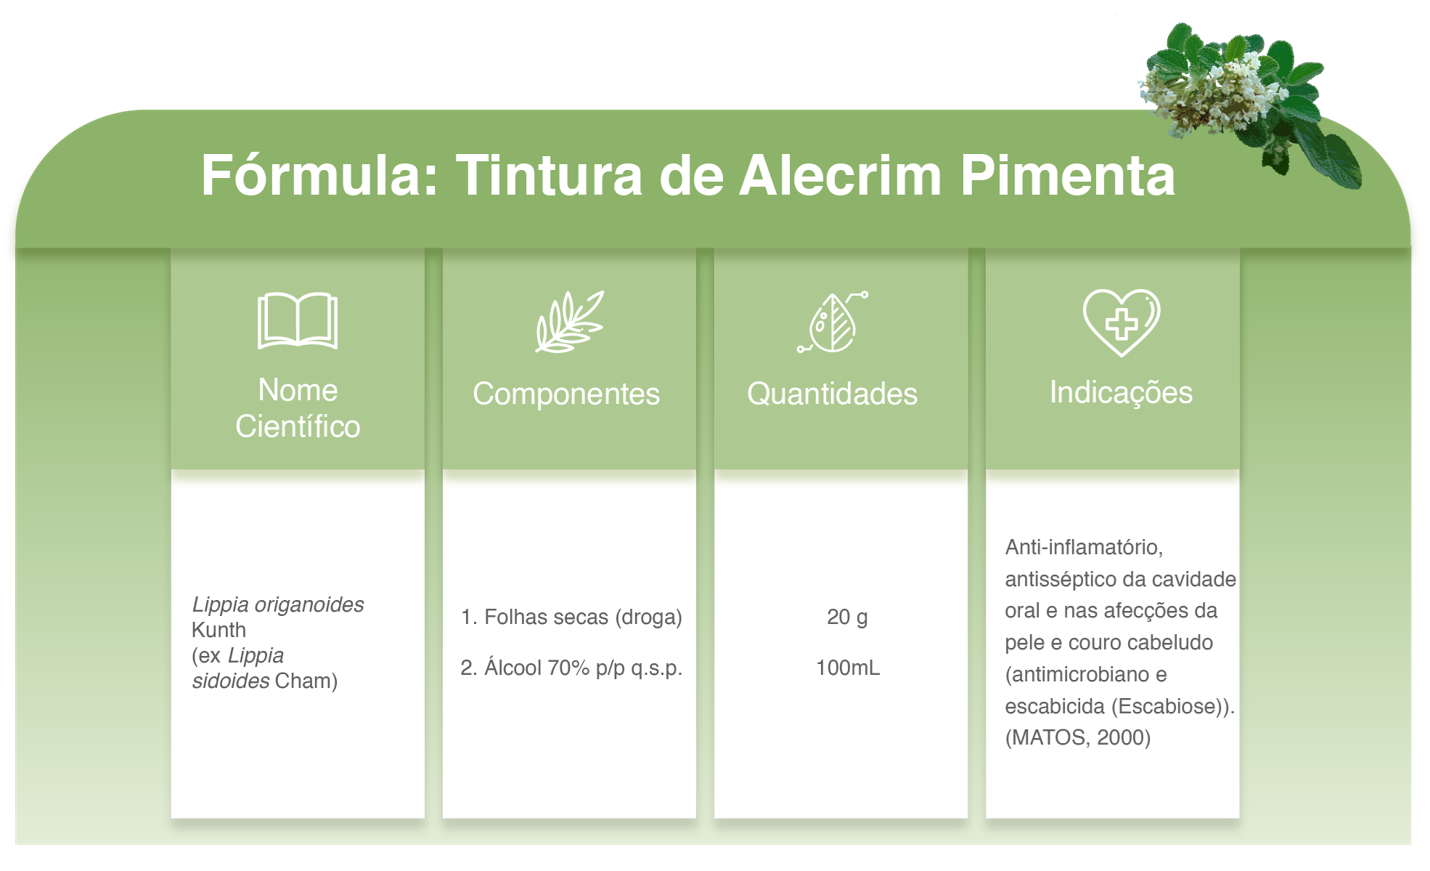 Fórmula: Tintura de Alecrim Pimenta
Nome
Científico
Componentes
Quantidades
Indicações
Lippia origanoides
Kunth
(ex Lippia
sidoides Cham)
1. Folhas secas (droga)
2. Álcool 70% p/p q.s.p.
20 g
100mL
Anti-inflamatório,
antisséptico da cavidade
oral e nas afecções da
pele e couro cabeludo
(antimicrobiano e
escabicida (Escabiose)).
(MATOS, 2000)